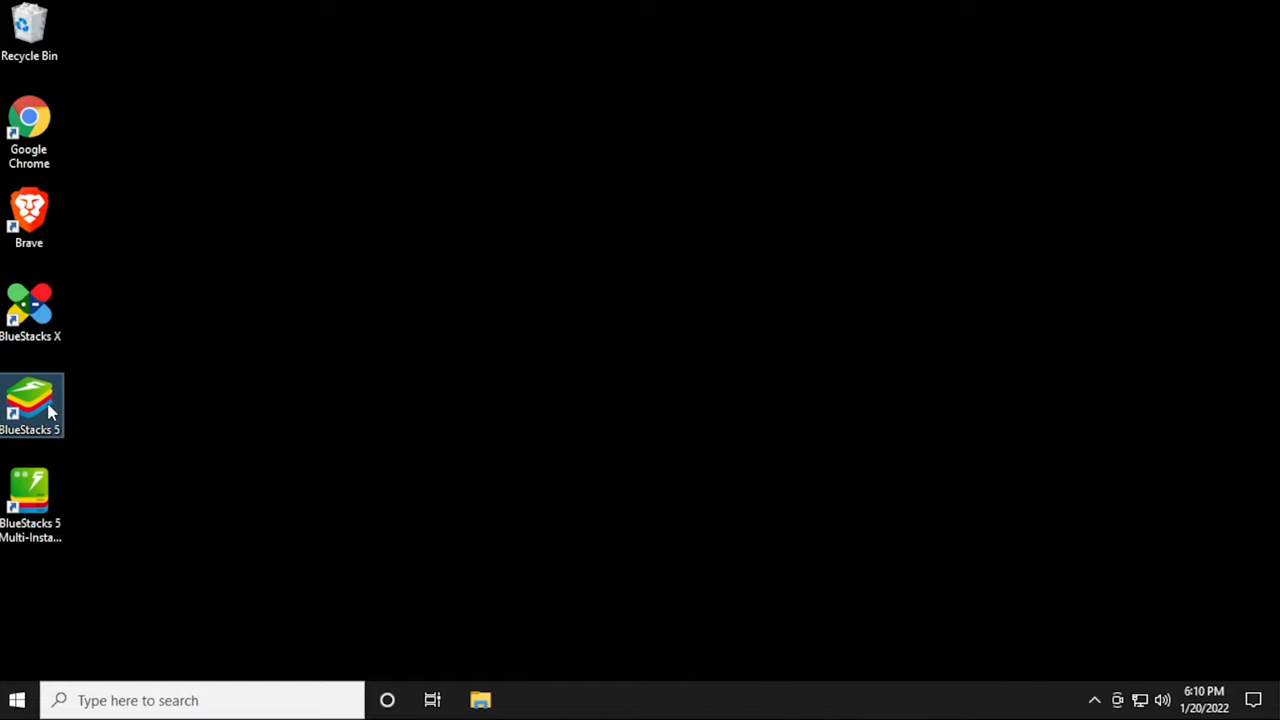 Recycle Bin
Google
Chrome
Brave
BlueStacks X
BlueStacks 5
BlueStacks 5
Multi-Insta...
Type here to search
6:10 PM
1/20/2022